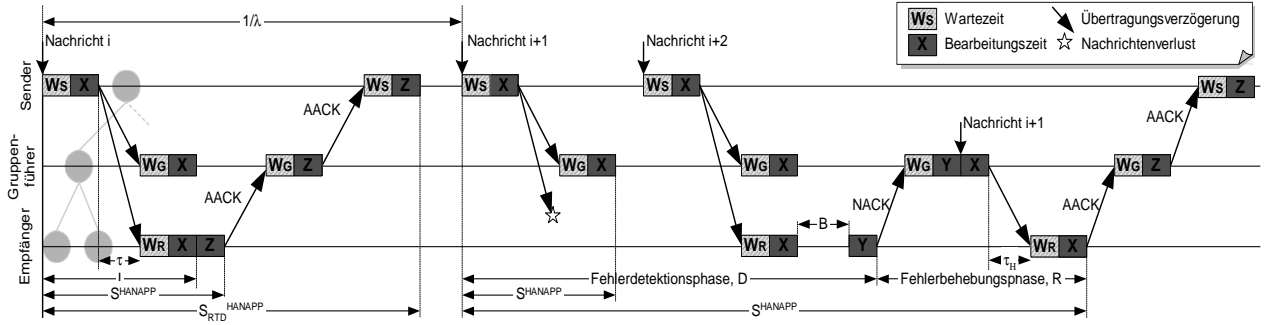 1/λ
Nachricht i
Nachricht i+1
Nachricht i+2
Ws Wartezeit
X Bearbeitungszeit
Übertragungsverzögerung
Nachrichtenverlust
Sender
Ws X
Ws Z
Ws X
Ws X
Ws Z
AACK
AACK
Nachricht i+1
Gruppen-
führer
WG X
WG Z
WG X
WG X
WG Y X
WG Z
AACK
NACK
AACK
Empfänger
WR X Z
WR X
B
Y
WR X
τ
τH
L
Fehlerdetektionsphase, D
Fehlerbehebungsphase, R
SHANAPP
SHANAPP
SHANAPP
SRTDHANAPP